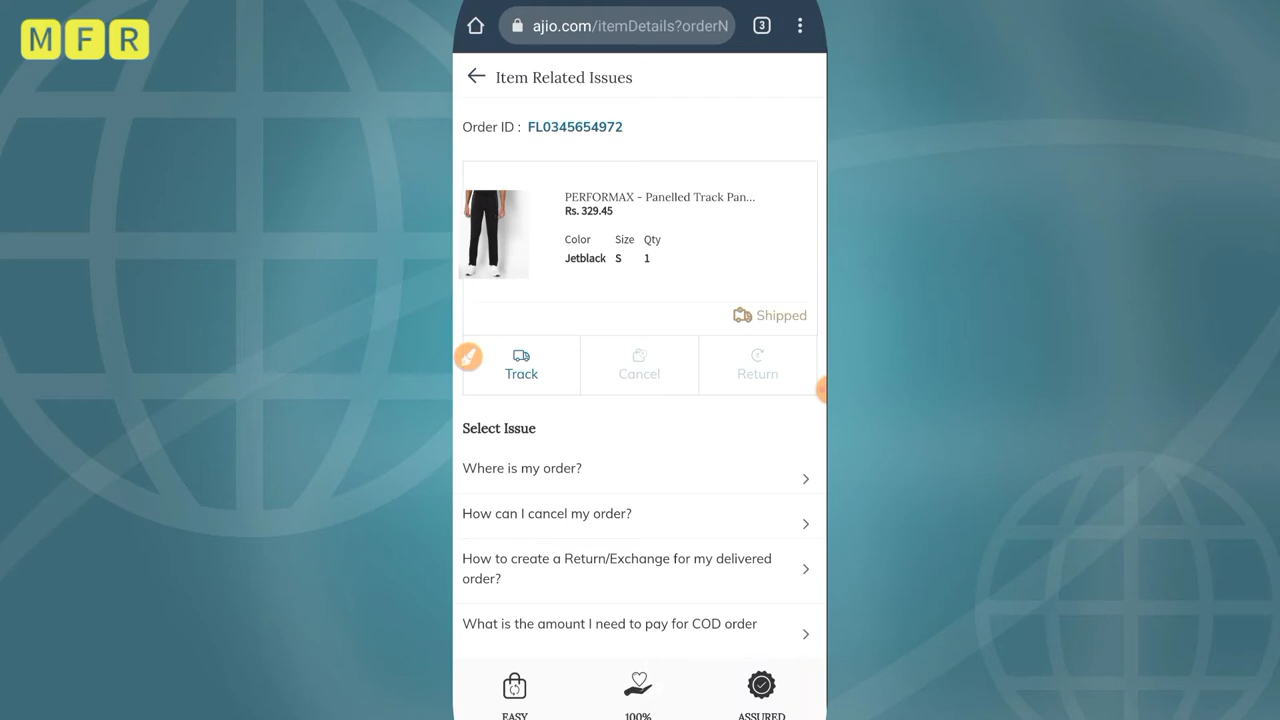 MFR
ajio.com/itemDetails?orderN
3
Item Related Issues
Order ID : FL0345654972
PERFORMAX - Panelled Track Pan...
Rs. 329.45
Color Size Qty
Jetblack S 1
Shipped
Track Cancel Return
Select Issue
Where is my order?
How can I cancel my order?
How to create a Return/Exchange for my delivered
order?
What is the amount I need to pay for COD order
EASY 100% ASSURED